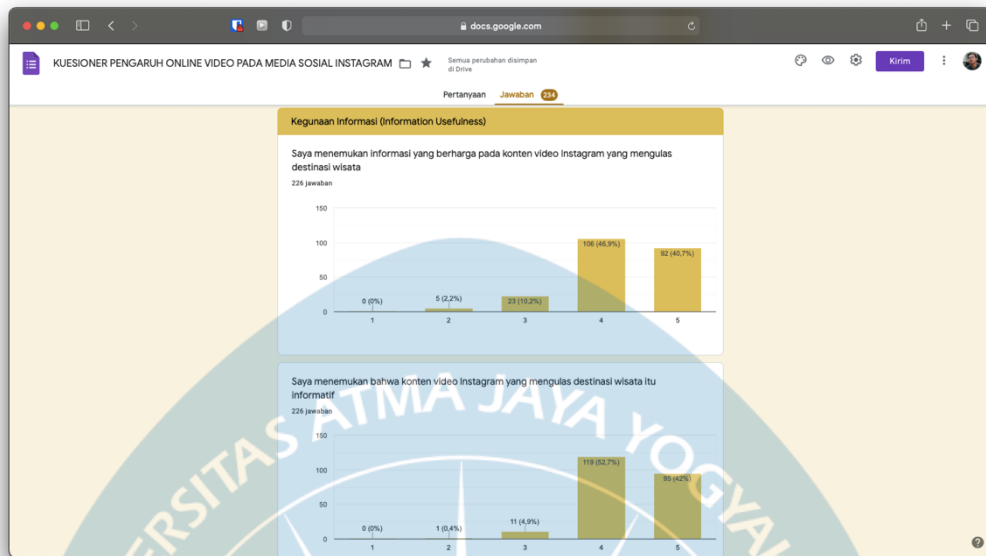 docs.google.com
KUESIONER PENGARUH ONLINE VIDEO PADA MEDIA SOSIAL INSTAGRAM
Semua perubahan disimpan
di Drive
Kirim
Pertanyaan
Jawaban 234
Kegunaan Informasi (Information Usefulness)
Saya menemukan informasi yang berharga pada konten video Instagram yang mengulas
destinasi wisata
226 jawaban
150
100
50
0
0 (0%)
5 (2,2%)
23 (10,2%)
106 (46,9%)
92 (40,7%)
1
2
3
4
5
Saya menemukan bahwa konten video Instagram yang mengulas destinasi wisata itu
informatif
226 jawaban
150
100
50
0
0 (0%)
1 (0,4%)
11 (4,9%)
119 (52,7%)
95 (42%)
1
2
3
4
5
ERSITAS ATMA JAYA YOGYA